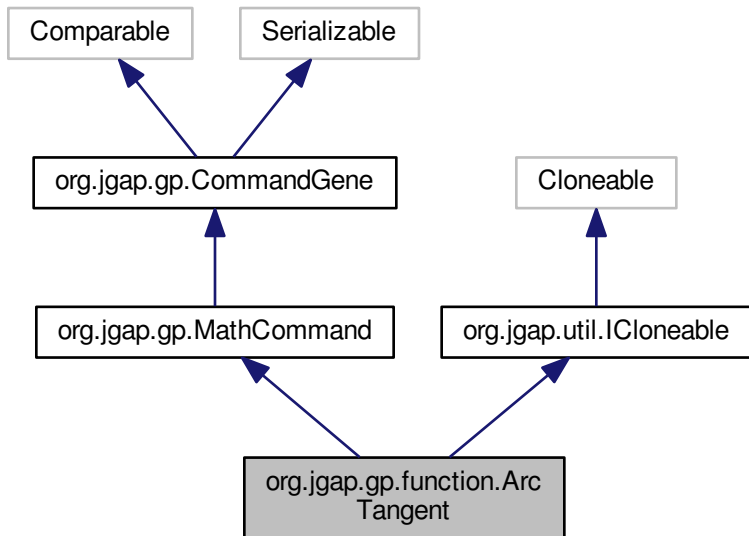 Comparable
Serializable
org.jgap.gp.CommandGene
Cloneable
org.jgap.gp.MathCommand
org.jgap.util.ICloneable
org.jgap.gp.function.Arc
Tangent